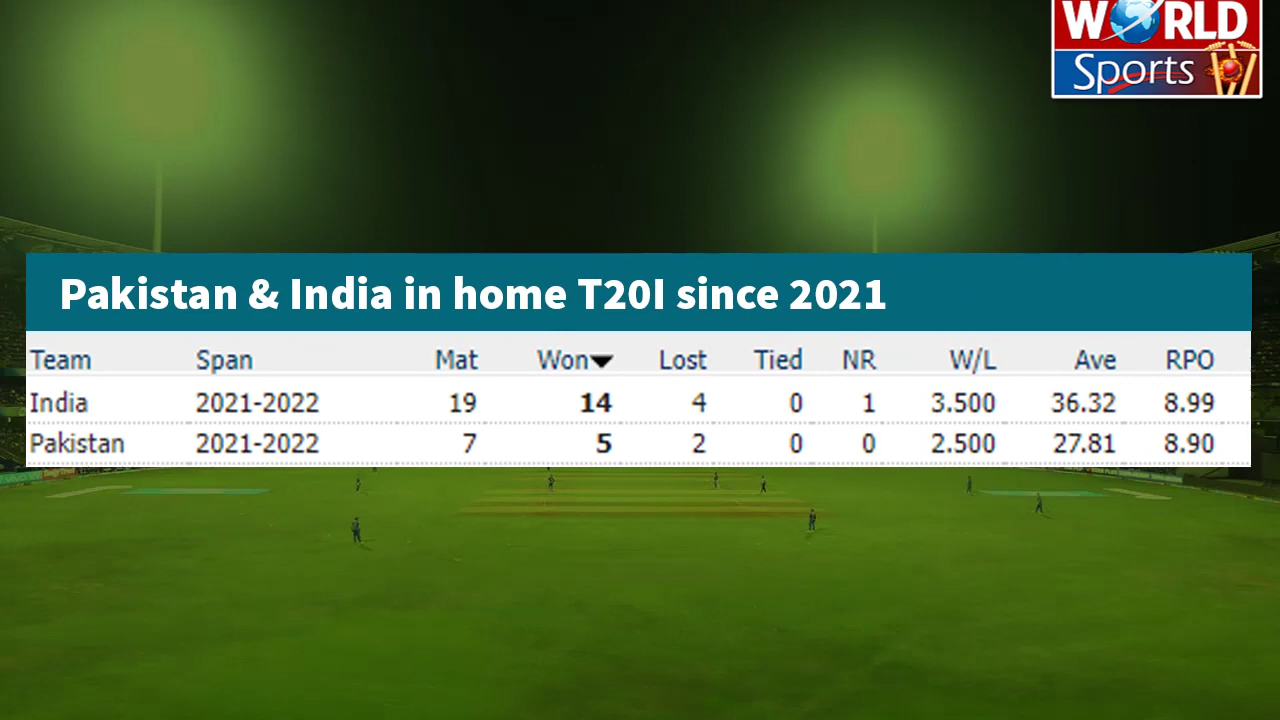 WORLD
Sports
Pakistan & India in home T20I since 2021
Team Span Mat Won Lost Tied NR W/L Ave RPO
India 2021-2022 19 14 4 0 1 3.500 36.32 8.99
Pakistan 2021-2022 7 5 2 0 0 2.500 27.81 8.90